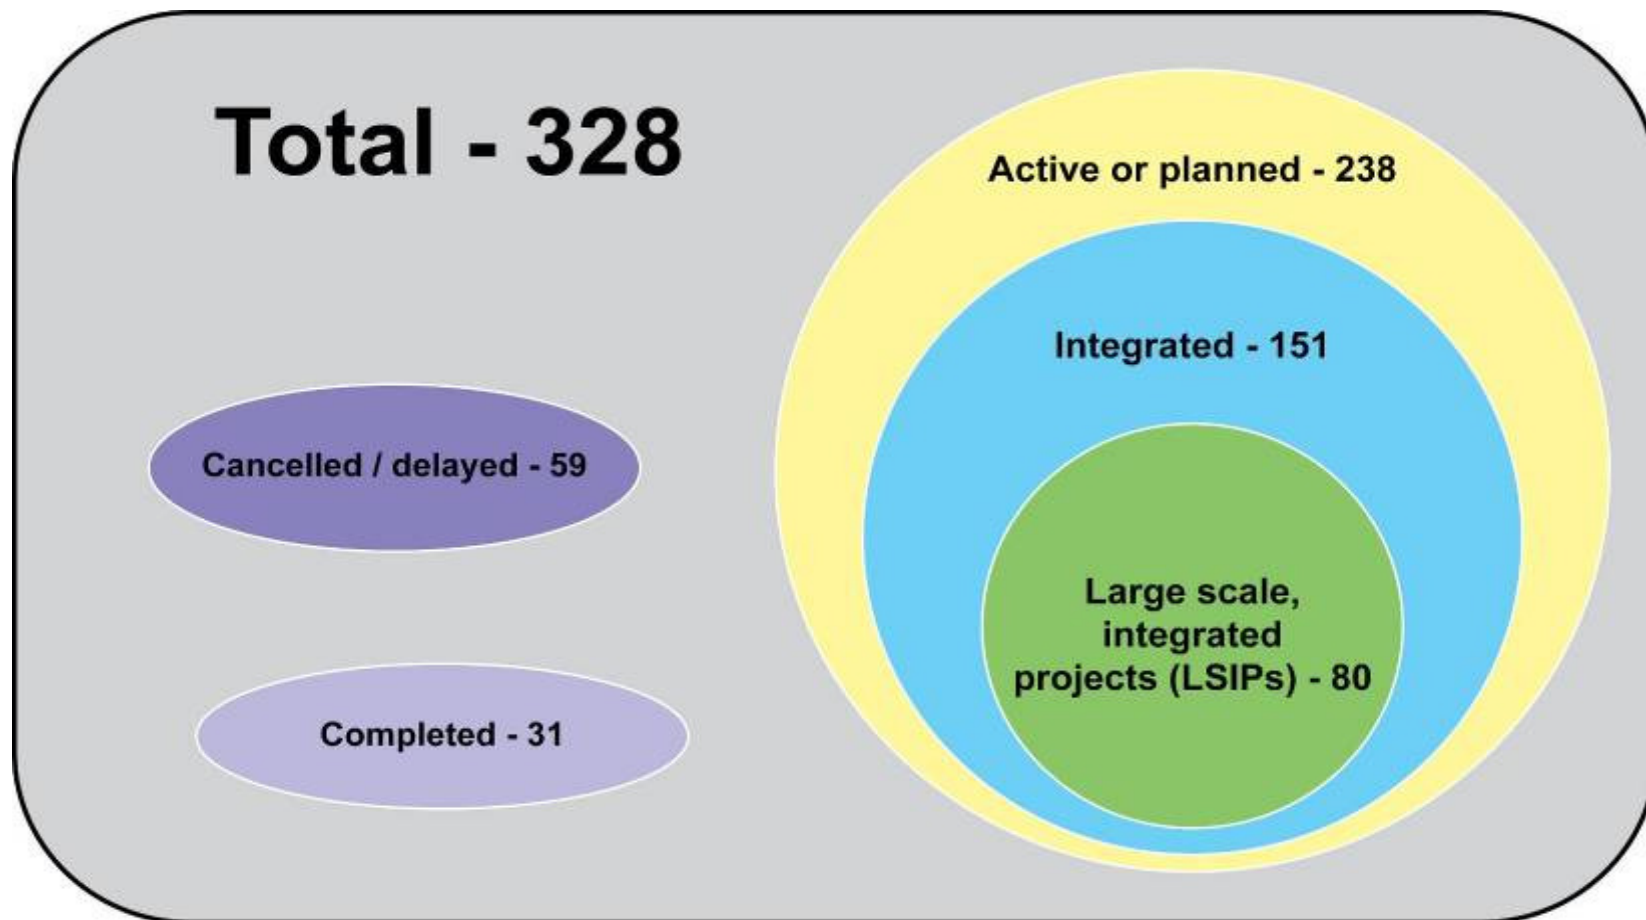 Total - 328
Active or planned - 238
Integrated - 151
Cancelled / delayed - 59
Large scale,
integrated
projects (LSIPs) - 80
Completed - 31